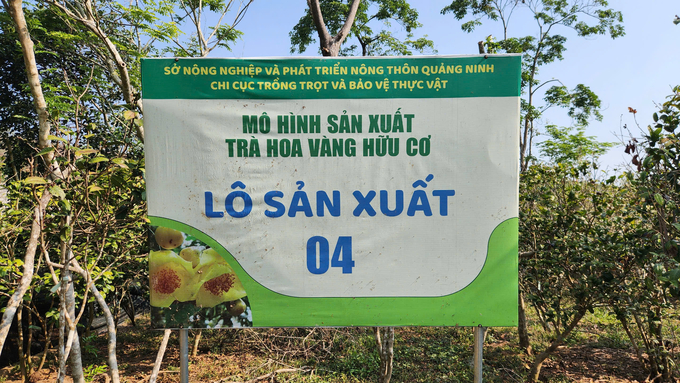 SỞ NÔNG NGHIỆP VÀ PHÁT TRIỂN NÔNG THÔN QUẢNG NINH
CHI CỤC TRỒNG TRỌT VÀ BẢO VỆ THỰC VẬT
MÔ HÌNH SẢN XUẤT
TRÀ HOA VÀNG HỮU CƠ
LÔ SẢN XUẤT
04